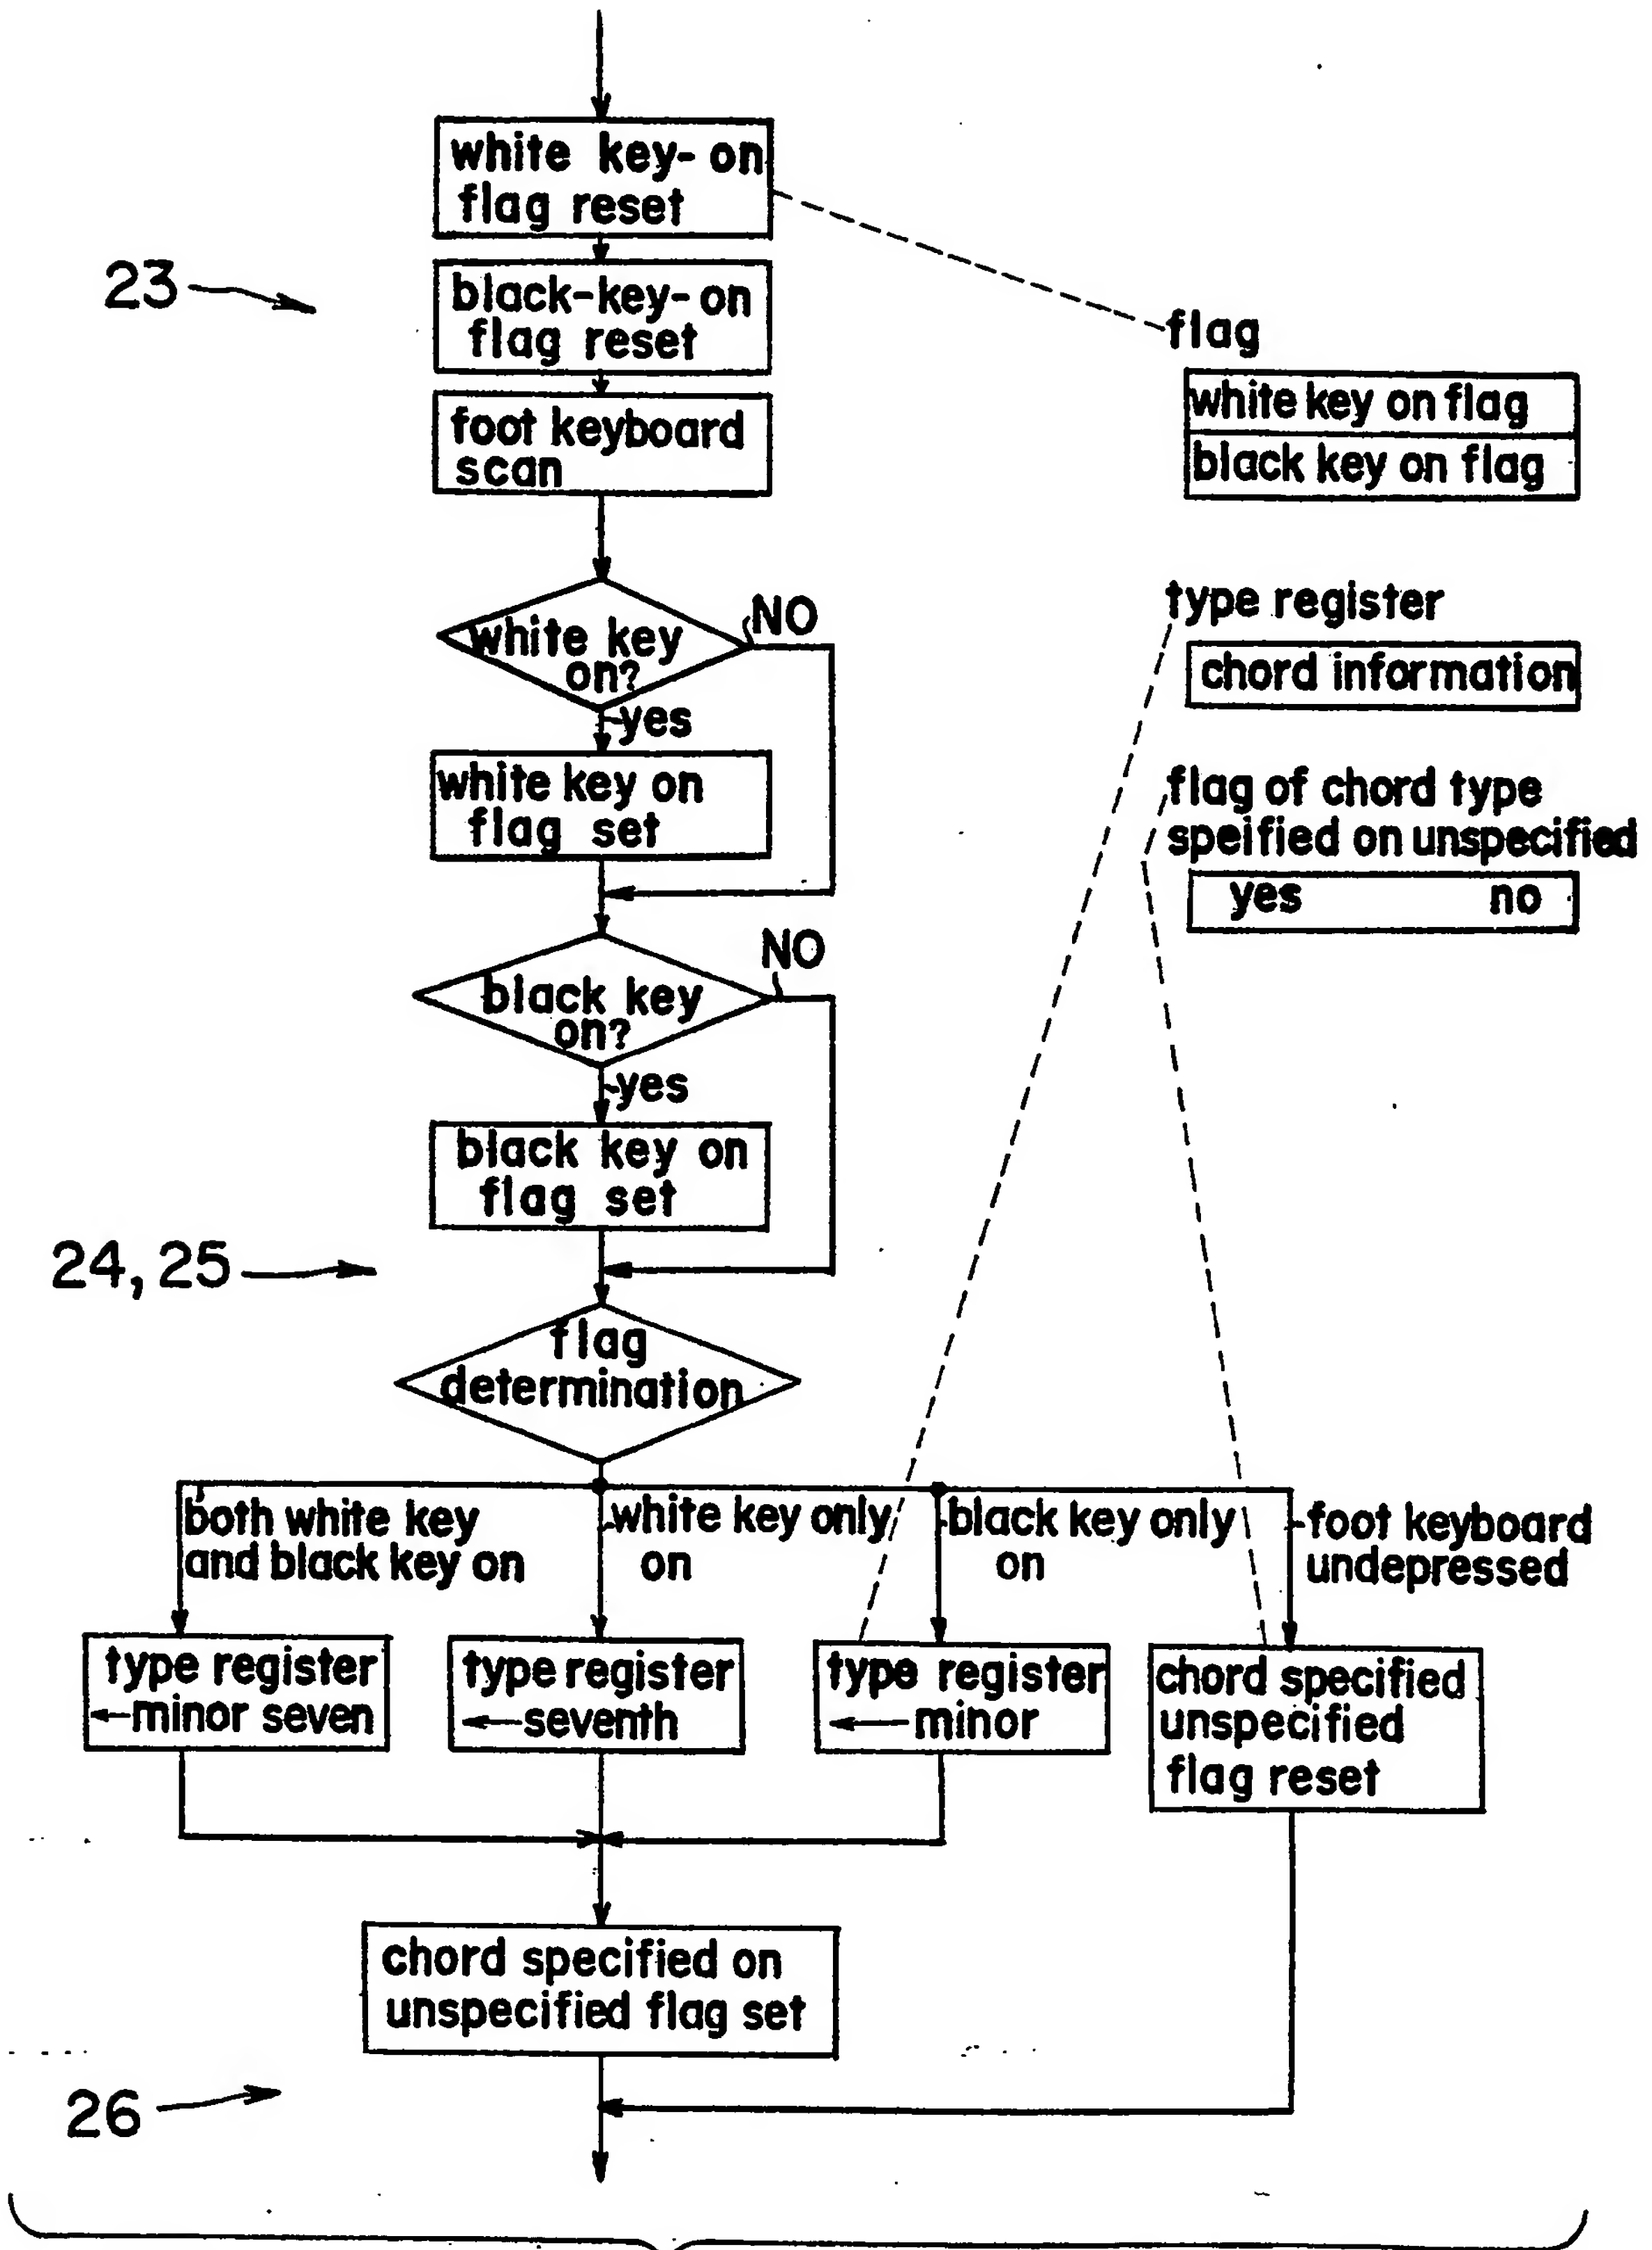 white key-on
flag reset
23
black-key-on
flag reset
foot keyboard
scan
flag
white key on flag
black key on flag
white key
on?
NO
yes
white key on
flag set
type register
chord information
flag of chord type
speified on unspecified
yes no
black key
on?
NO
yes
black key on
flag set
24, 25
flag
determination
both white key
and black key on
white key only
on
black key only
on
foot keyboard
undepressed
type register
←minor seven
type register
←seventh
type register
←minor
chord specified
unspecified
flag reset
chord specified on
unspecified flag set
26